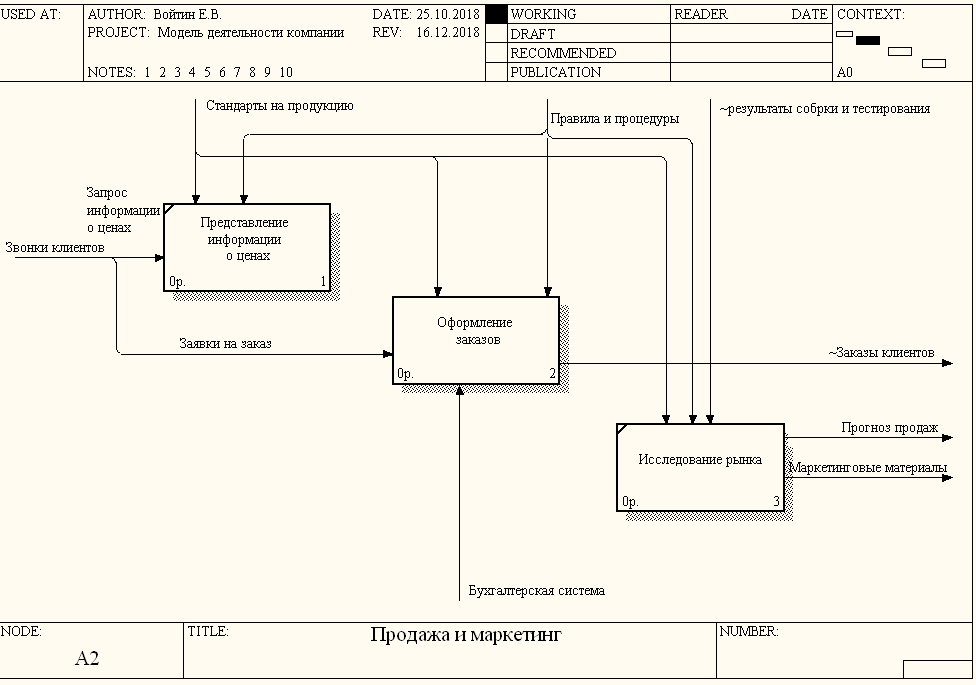 USED AT:
AUTHOR: Войтин Е.В.
DATE: 25.10.2018
WORKING
READER
DATE
CONTEXT:
PROJECT: Модель деятельности компании
REV: 16.12.2018
DRAFT
RECOMMENDED
NOTES: 1 2 3 4 5 6 7 8 9 10
PUBLICATION
A0
Стандарты на продукцию
Правила и процедуры
~результаты собрки и тестирования
Запрос
информации
о ценах
Звонки клиентов
Представление
информации
о ценах
0р.
1
Заявки на заказ
Оформление
заказов
0р.
2
~Заказы клиентов
Прогноз продаж
Маркетинговые материалы
Исследование рынка
0р.
3
Бухгалтерская система
NODE:
A2
TITLE:
Продажа и маркетинг
NUMBER: